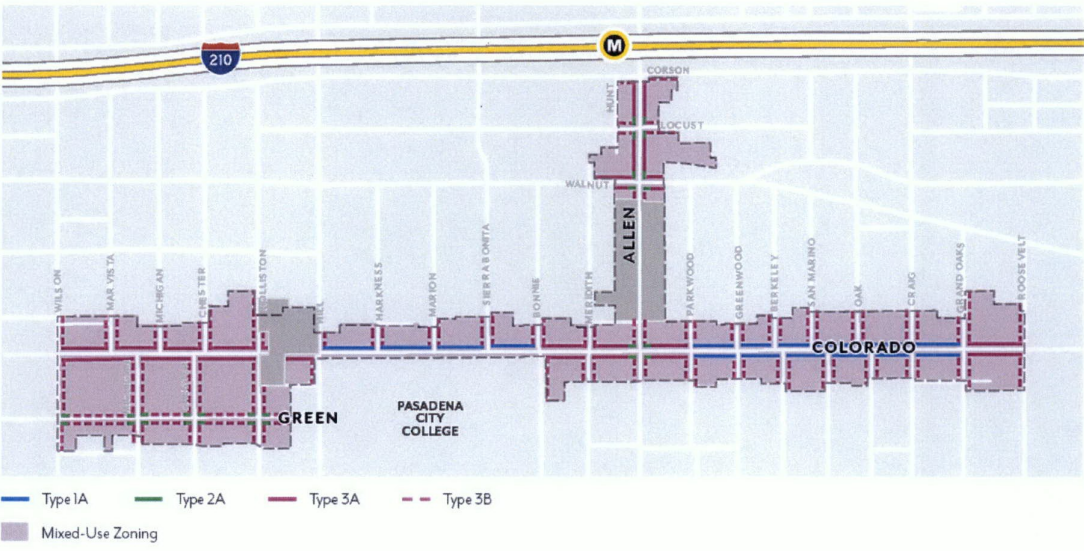 210
M
CORSON
HUNT
LOCUST
WALNUT
ALLEN
WILSON
MAR VISTA
MICHIGAN
CHESTER
HOLLISTON
HILL
HARKNESS
MARION
SIERRA BONITA
BONNIE
MEREDITH
PARKWOOD
GREENWOOD
BERKELEY
SAN MARINO
OAK
CRAIG
GRAND OAKS
ROOSEVELT
COLORADO
GREEN
PASADENA
CITY
COLLEGE
Type 1A Type 2A Type 3A Type 3B
Mixed-Use Zoning